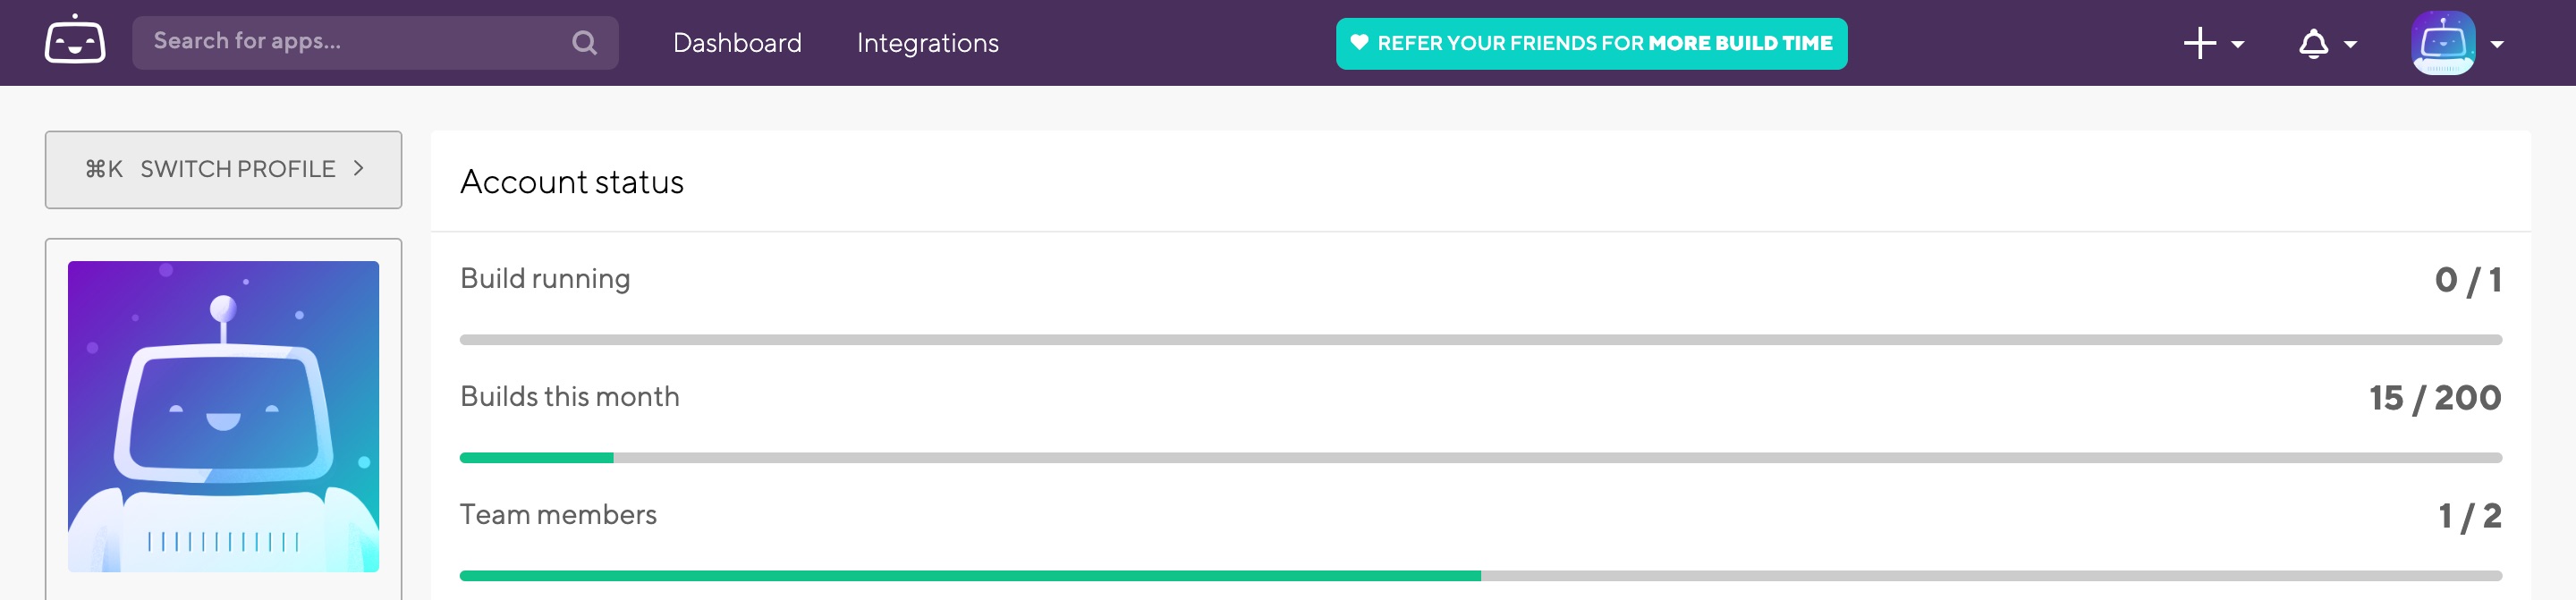 Search for apps...
Dashboard
Integrations
REFER YOUR FRIENDS FOR MORE BUILD TIME
⌘K SWITCH PROFILE
Account status
Build running
0 / 1
Builds this month
15 / 200
Team members
1 / 2